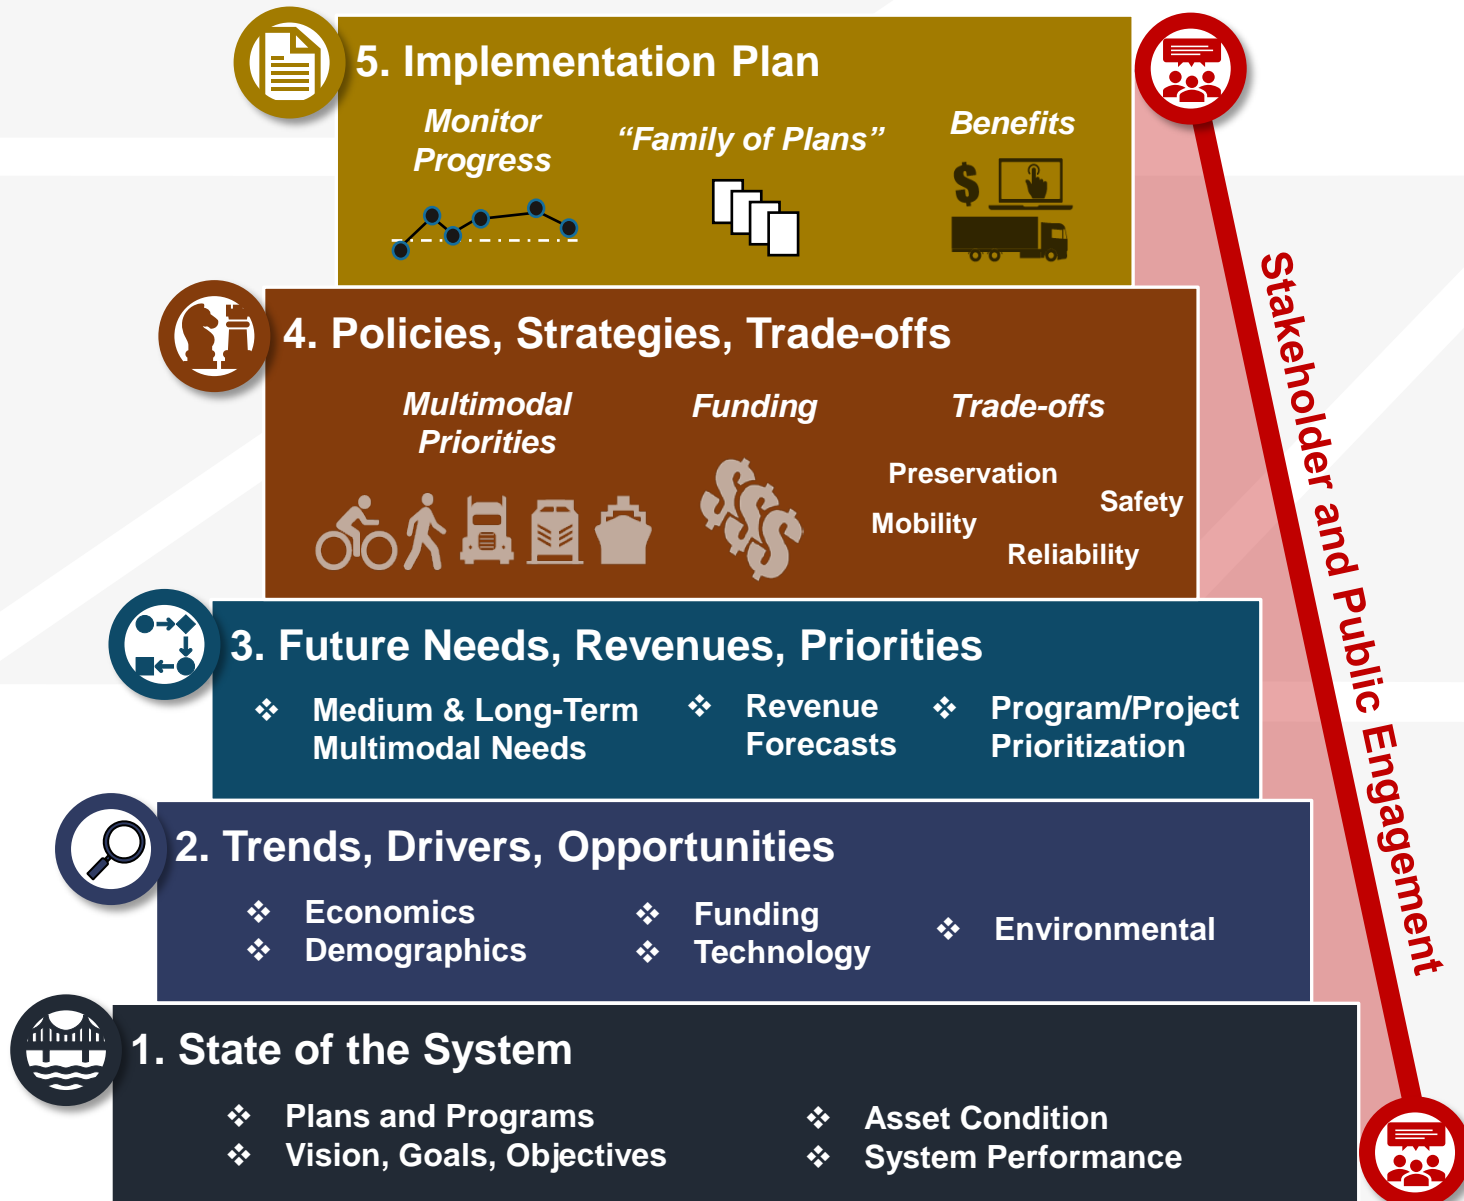 5. Implementation Plan
Monitor
Progress
“Family of Plans”
Benefits
$
4. Policies, Strategies, Trade-offs
Multimodal
Priorities
Funding
$$$
Trade-offs
Preservation
Safety
Mobility
Reliability
3. Future Needs, Revenues, Priorities
❖ Medium & Long-Term
Multimodal Needs
❖ Revenue
Forecasts
❖ Program/Project
Prioritization
2. Trends, Drivers, Opportunities
❖ Economics
❖ Demographics
❖ Funding
❖ Technology
❖ Environmental
1. State of the System
❖ Plans and Programs
❖ Vision, Goals, Objectives
❖ Asset Condition
❖ System Performance
Stakeholder and Public Engagement